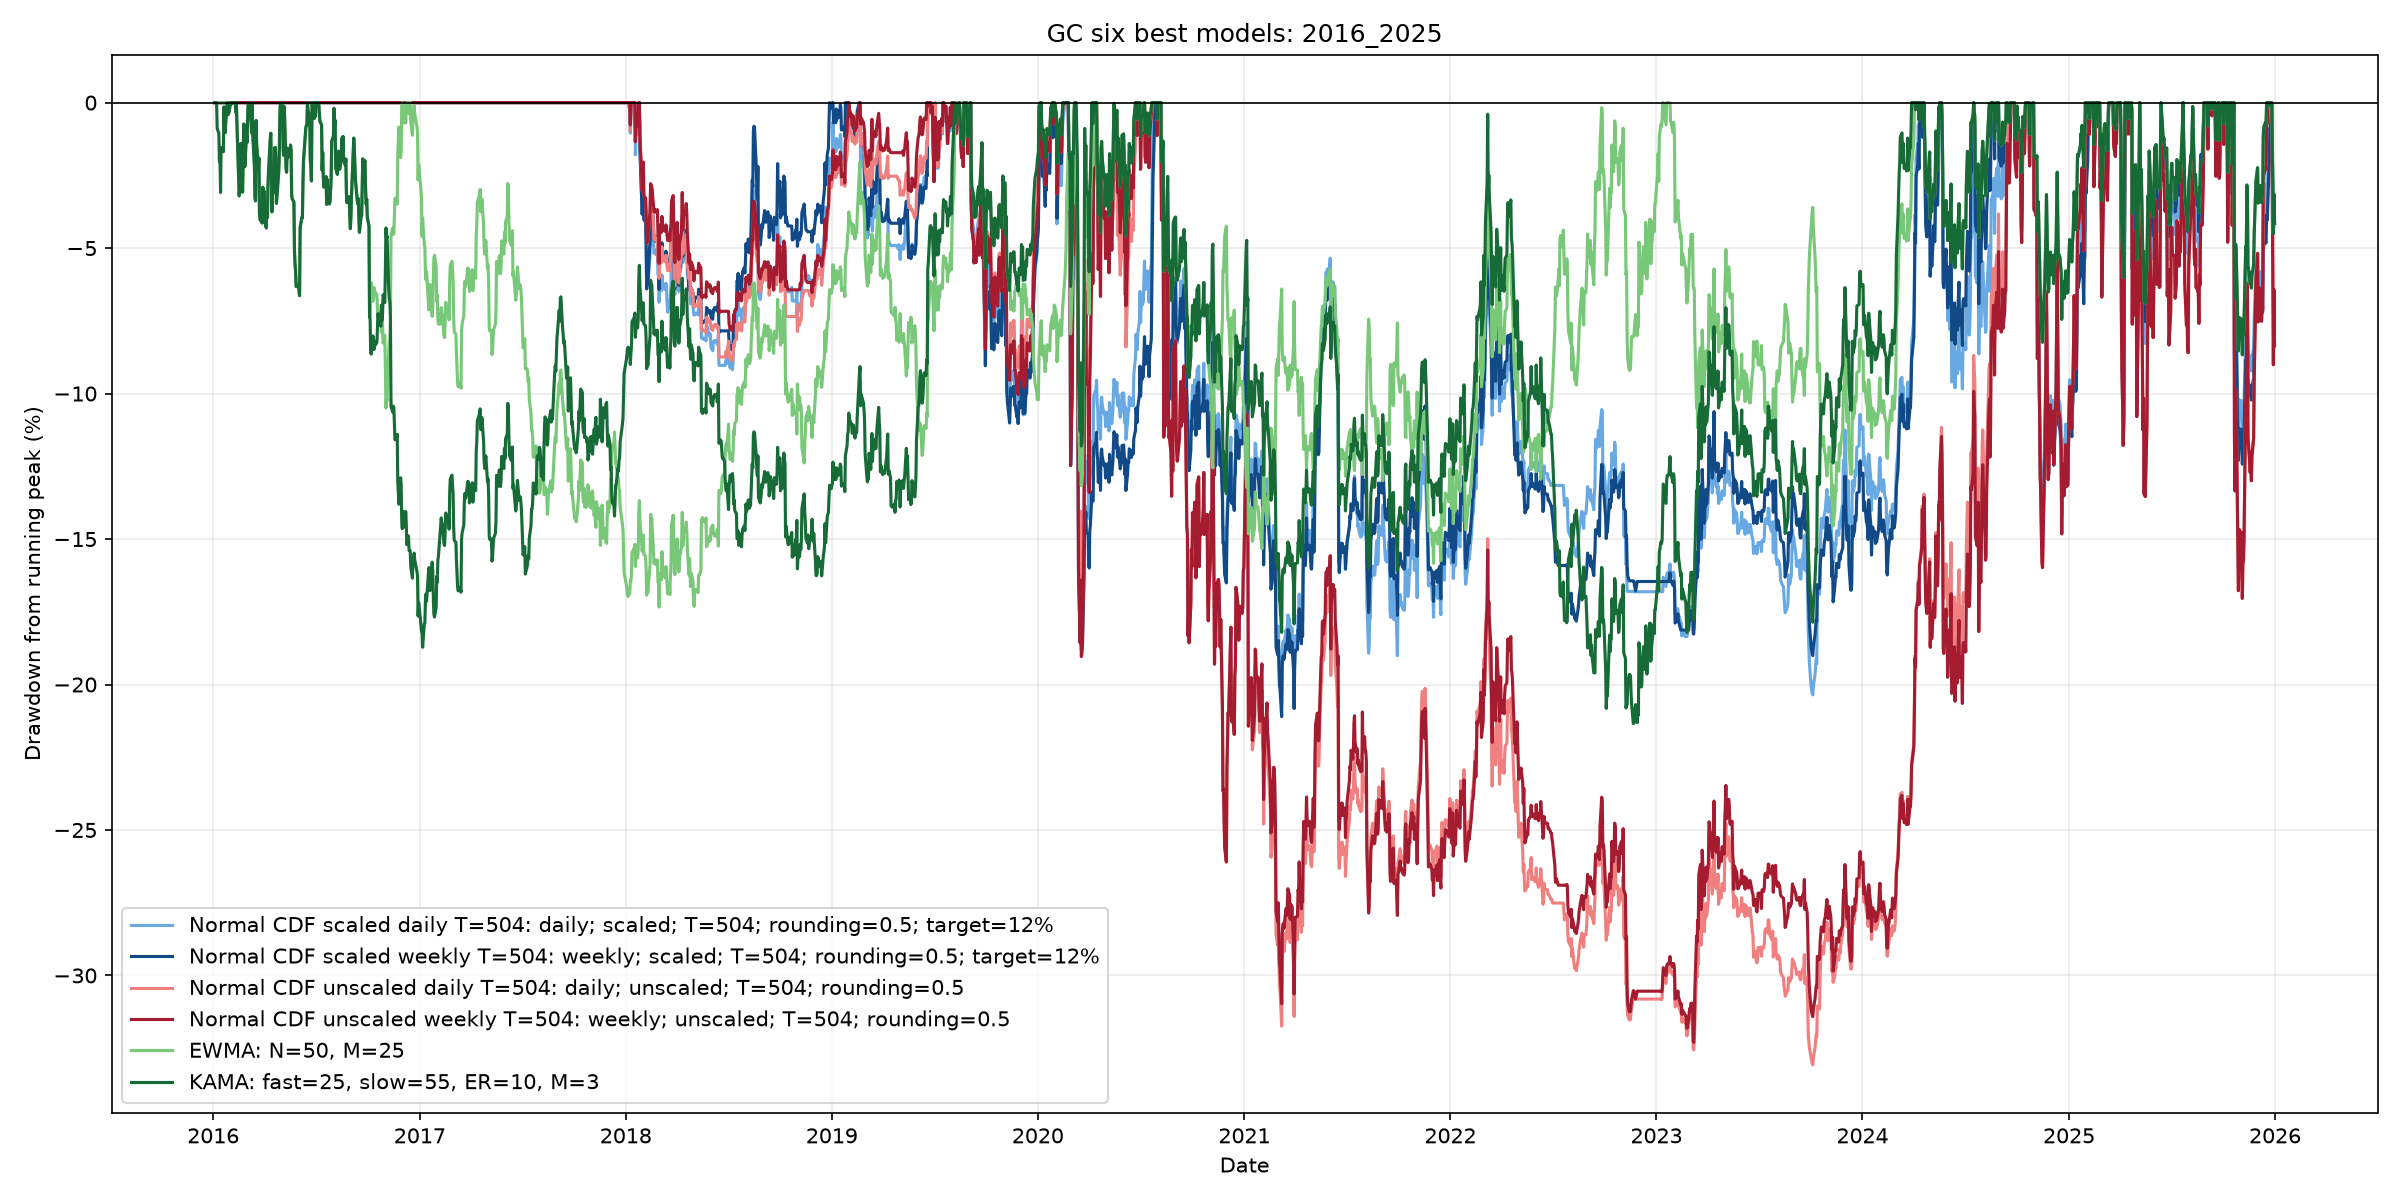 GC six best models: 2016_2025
Drawdown from running peak (%)
0
−5
−10
−15
−20
−25
−30
Normal CDF scaled daily T=504: daily; scaled; T=504; rounding=0.5; target=12%
Normal CDF scaled weekly T=504: weekly; scaled; T=504; rounding=0.5; target=12%
Normal CDF unscaled daily T=504: daily; unscaled; T=504; rounding=0.5
Normal CDF unscaled weekly T=504: weekly; unscaled; T=504; rounding=0.5
EWMA: N=50, M=25
KAMA: fast=25, slow=55, ER=10, M=3
2016 2017 2018 2019 2020 2021 2022 2023 2024 2025 2026
Date